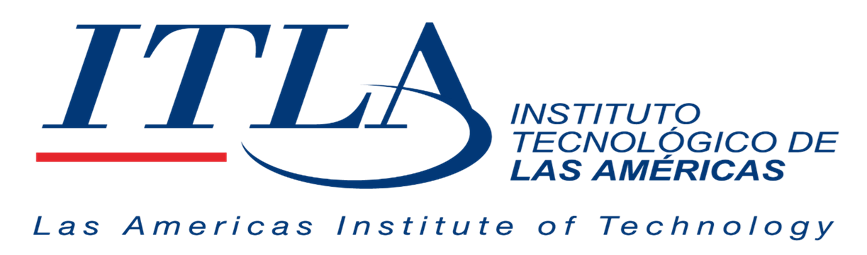 ITLA
INSTITUTO
TECNOLÓGICO DE
LAS AMÉRICAS
Las Americas Institute of Technology